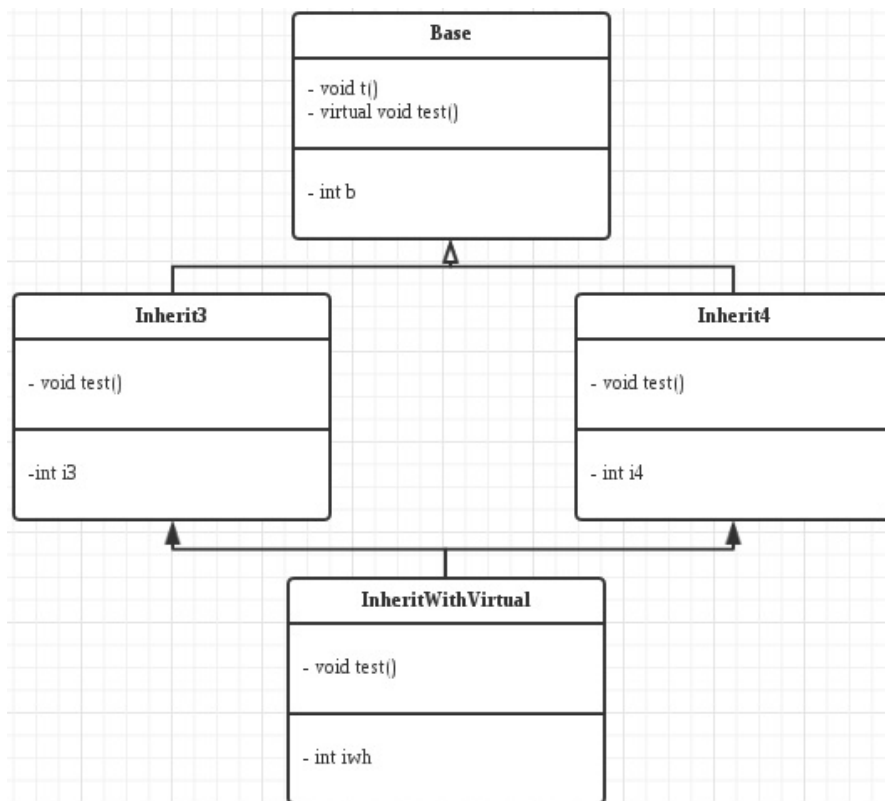 Base
- void t()
- virtual void test()
- int b
Inherit3
- void test()
-int i3
Inherit4
- void test()
- int i4
InheritWithVirtual
- void test()
- int iwh